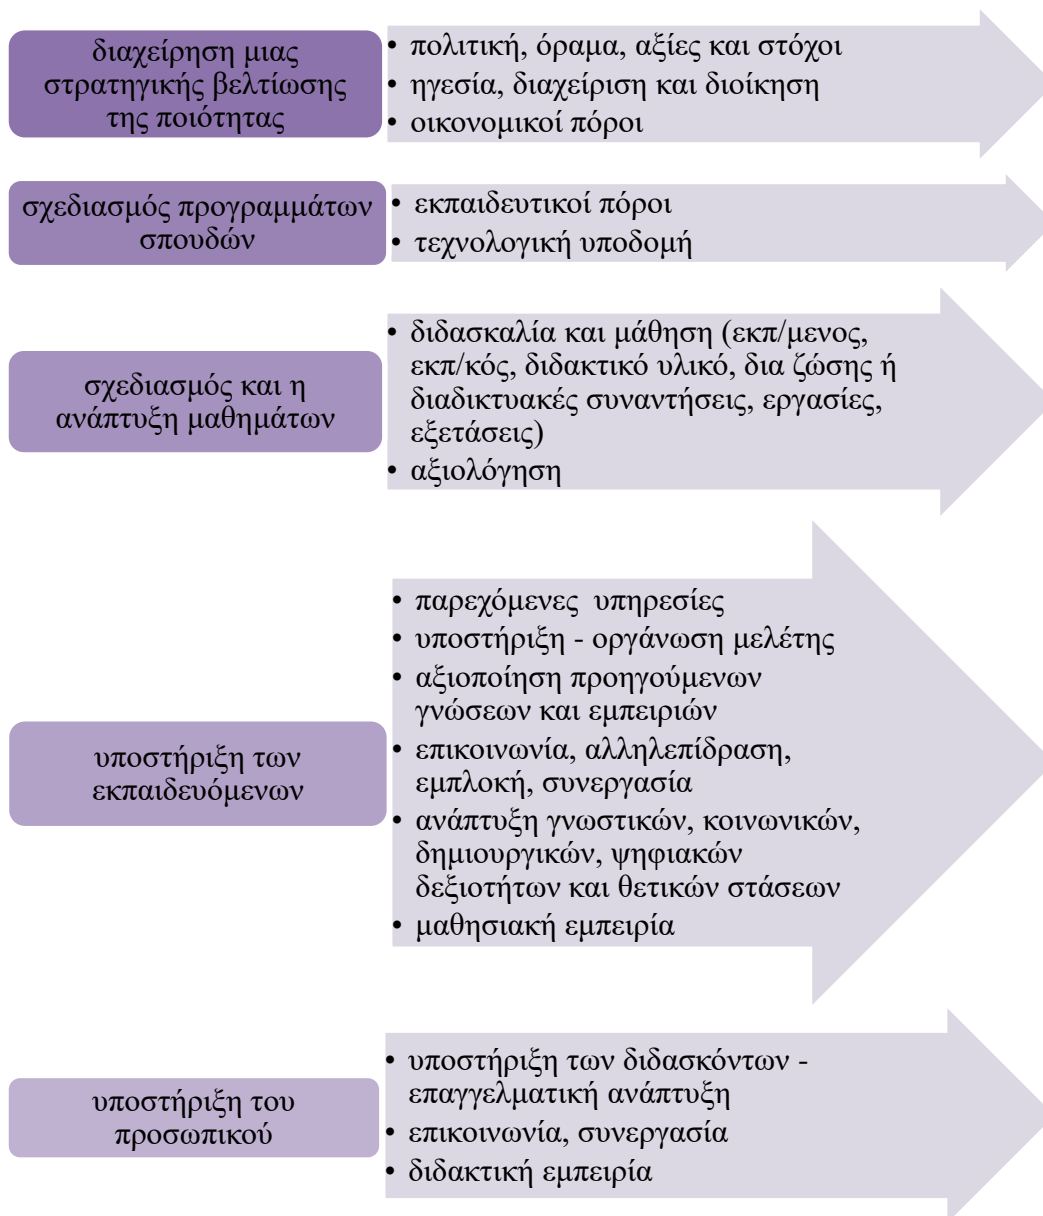 διαχείρηση μιας
στρατηγικής βελτίωσης
της ποιότητας
• πολιτική, όραμα, αξίες και στόχοι
• ηγεσία, διαχείριση και διοίκηση
• οικονομικοί πόροι
σχεδιασμός προγραμμάτων
σπουδών
• εκπαιδευτικοί πόροι
• τεχνολογική υποδομή
σχεδιασμός και η
ανάπτυξη μαθημάτων
• διδασκαλία και μάθηση (εκπ/μενος,
εκπ/κός, διδακτικό υλικό, δια ζώσης ή
διαδικτυακές συναντήσεις, εργασίες,
εξετάσεις)
• αξιολόγηση
υποστήριξη των
εκπαιδευόμενων
• παρεχόμενες υπηρεσίες
• υποστήριξη - οργάνωση μελέτης
• αξιοποίηση προηγούμενων
γνώσεων και εμπειριών
• επικοινωνία, αλληλεπίδραση,
εμπλοκή, συνεργασία
• ανάπτυξη γνωστικών, κοινωνικών,
δημιουργικών, ψηφιακών
δεξιοτήτων και θετικών στάσεων
• μαθησιακή εμπειρία
υποστήριξη του
προσωπικού
• υποστήριξη των διδασκόντων -
επαγγελματική ανάπτυξη
• επικοινωνία, συνεργασία
• διδακτική εμπειρία